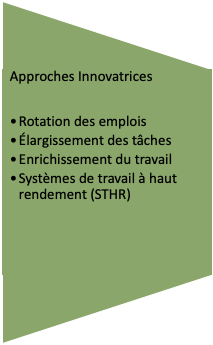 Approches Innovatrices
•Rotation des emplois
•Élargissement des tâches
•Enrichissement du travail
•Systèmes de travail à haut
rendement (STHR)